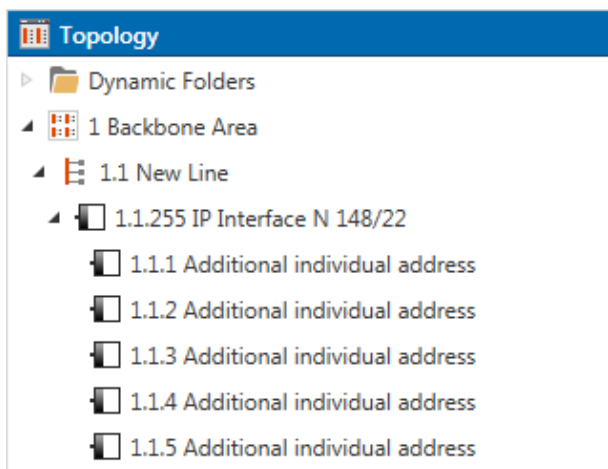 Topology
Dynamic Folders
1 Backbone Area
1.1 New Line
1.1.255 IP Interface N 148/22
1.1.1 Additional individual address
1.1.2 Additional individual address
1.1.3 Additional individual address
1.1.4 Additional individual address
1.1.5 Additional individual address